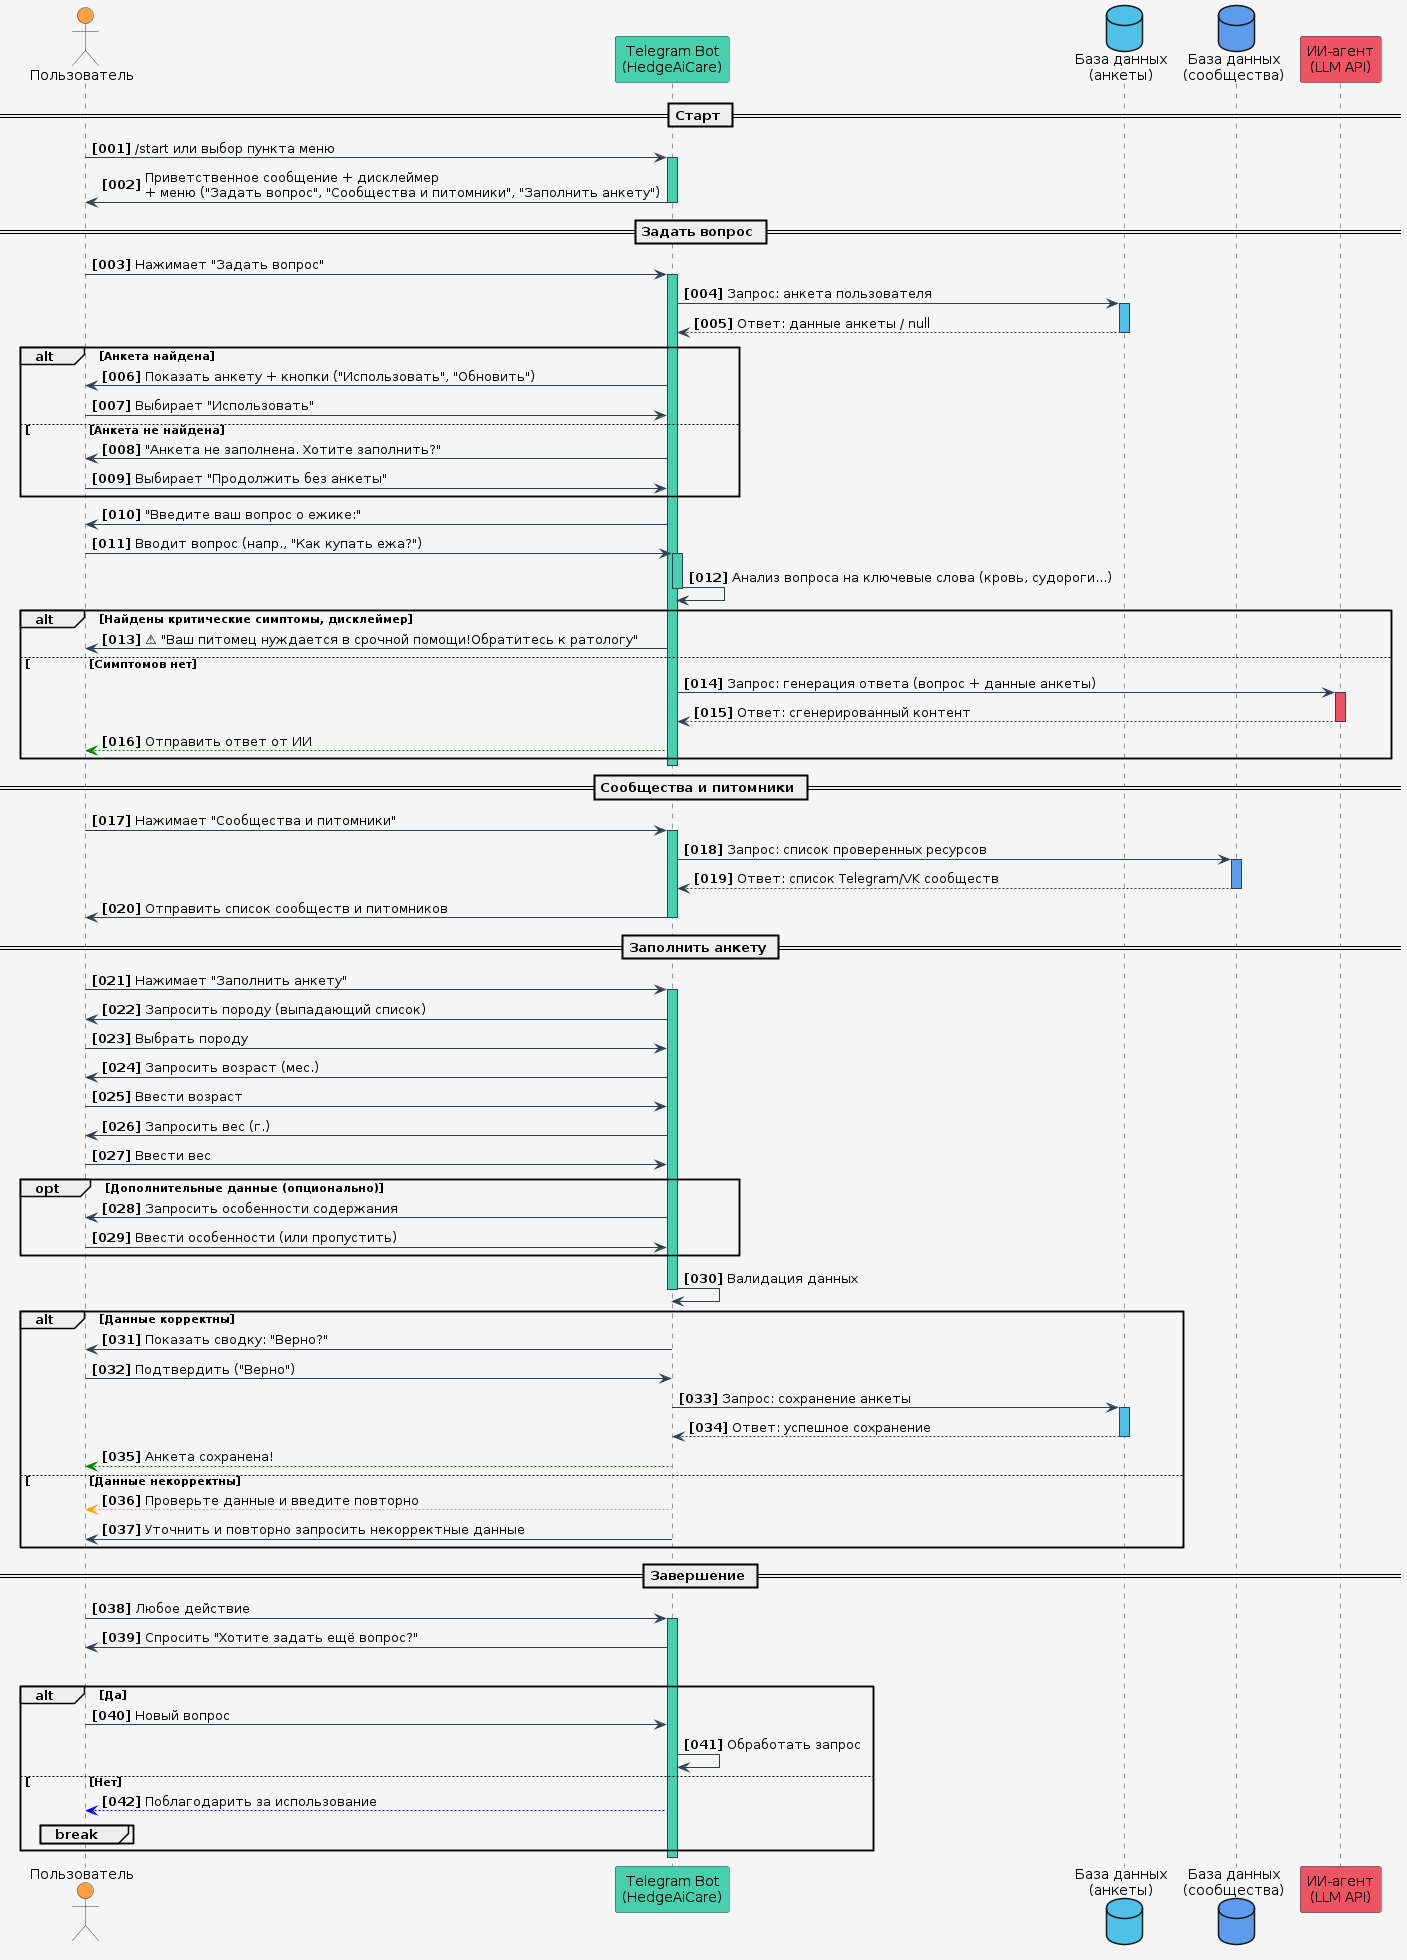 Пользователь
Telegram Bot
(HedgeAiCare)
База данных
(анкеты)
База данных
(сообщества)
ИИ-агент
(LLM API)
Старт
[001] /start или выбор пункта меню
[002] Приветственное сообщение + дисклеймер
+ меню ("Задать вопрос", "Сообщества и питомники", "Заполнить анкету")
Задать вопрос
[003] Нажимает "Задать вопрос"
[004] Запрос: анкета пользователя
[005] Ответ: данные анкеты / null
alt [Анкета найдена]
[006] Показать анкету + кнопки ("Использовать", "Обновить")
[007] Выбирает "Использовать"
[ [Анкета не найдена]
[008] "Анкета не заполнена. Хотите заполнить?"
[009] Выбирает "Продолжить без анкеты"
[010] "Введите ваш вопрос о ежике:"
[011] Вводит вопрос (напр., "Как купать ежа?")
[012] Анализ вопроса на ключевые слова (кровь, судороги...)
alt [Найдены критические симптомы, дисклеймер]
[013] ⚠ "Ваш питомец нуждается в срочной помощи!Обратитесь к ратологу"
[ [Симптомов нет]
[014] Запрос: генерация ответа (вопрос + данные анкеты)
[015] Ответ: сгенерированный контент
[016] Отправить ответ от ИИ
Сообщества и питомники
[017] Нажимает "Сообщества и питомники"
[018] Запрос: список проверенных ресурсов
[019] Ответ: список Telegram/VK сообществ
[020] Отправить список сообществ и питомников
Заполнить анкету
[021] Нажимает "Заполнить анкету"
[022] Запросить породу (выпадающий список)
[023] Выбрать породу
[024] Запросить возраст (мес.)
[025] Ввести возраст
[026] Запросить вес (г.)
[027] Ввести вес
opt [Дополнительные данные (опционально)]
[028] Запросить особенности содержания
[029] Ввести особенности (или пропустить)
[030] Валидация данных
alt [Данные корректны]
[031] Показать сводку: "Верно?"
[032] Подтвердить ("Верно")
[033] Запрос: сохранение анкеты
[034] Ответ: успешное сохранение
[035] Анкета сохранена!
[ [Данные некорректны]
[036] Проверьте данные и введите повторно
[037] Уточнить и повторно запросить некорректные данные
Завершение
[038] Любое действие
[039] Спросить "Хотите задать ещё вопрос?"
alt [Да]
[040] Новый вопрос
[041] Обработать запрос
[ [Нет]
[042] Поблагодарить за использование
break
Пользователь
Telegram Bot
(HedgeAiCare)
База данных
(анкеты)
База данных
(сообщества)
ИИ-агент
(LLM API)